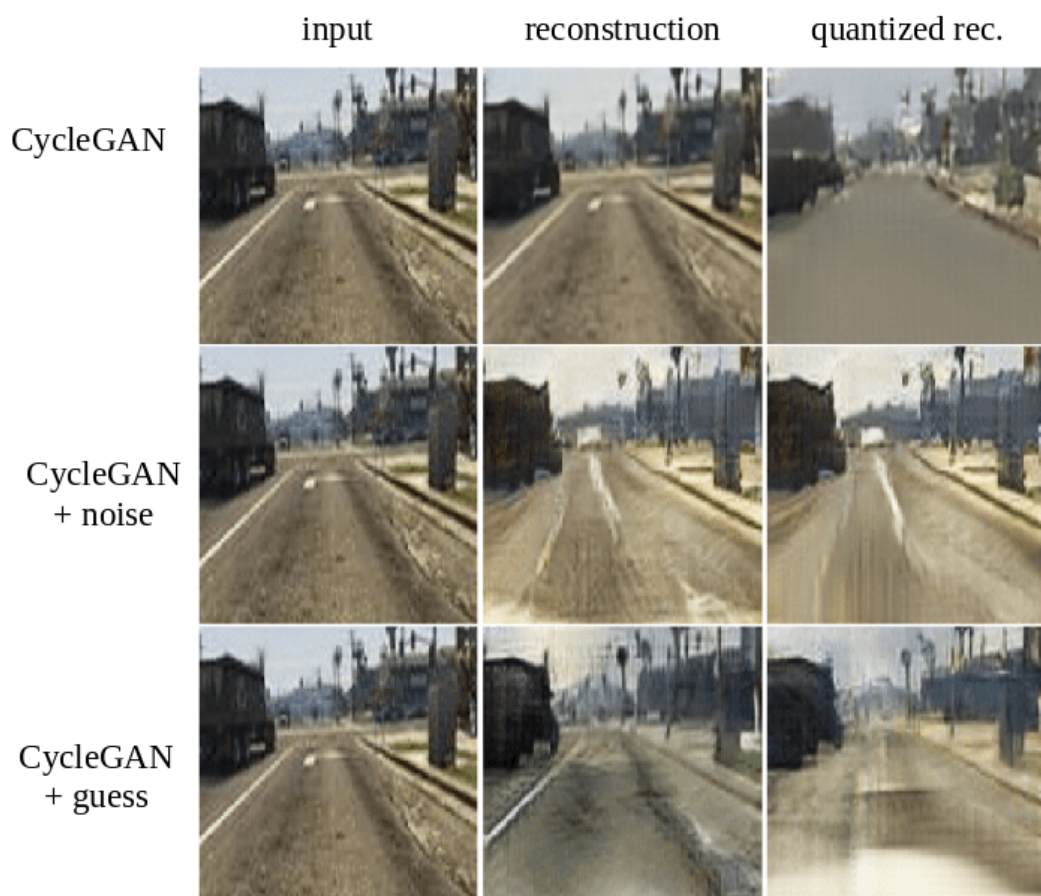 input reconstruction quantized rec.
CycleGAN
CycleGAN
+ noise
CycleGAN
+ guess